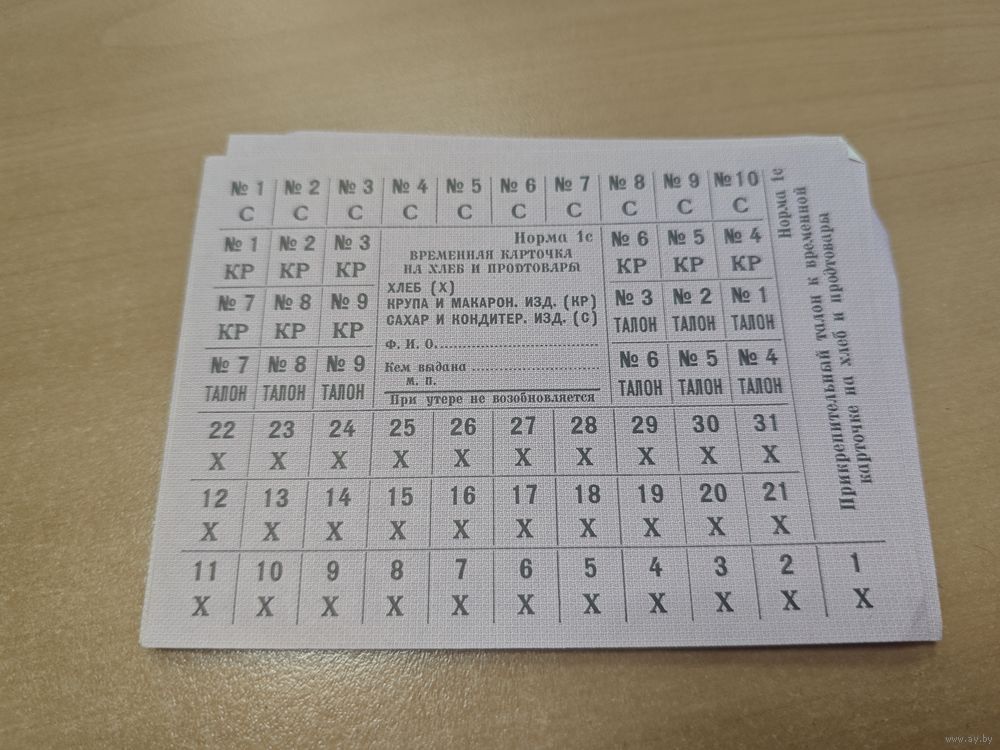 № 1 № 2 № 3 № 4 № 5 № 6 № 7 № 8 № 9 № 10
С С С С С С С С С С
№ 1 № 2 № 3
КР КР КР
№ 7 № 8 № 9
КР КР КР
№ 7 № 8 № 9
ТАЛОН ТАЛОН ТАЛОН
Норма 1с
ВРЕМЕННАЯ КАРТОЧКА
НА ХЛЕБ И ПРОДТОВАРЫ
ХЛЕБ (Х)
КРУПА И МАКАРОН. ИЗД. (КР)
САХАР И КОНДИТЕР. ИЗД. (С)
Ф. И. О.
Кем выдана
м. п.
При утере не возобновляется
№ 6 № 5 № 4
КР КР КР
№ 3 № 2 № 1
ТАЛОН ТАЛОН ТАЛОН
№ 6 № 5 № 4
ТАЛОН ТАЛОН ТАЛОН
22 23 24 25 26 27 28 29 30 31
Х Х Х Х Х Х Х Х Х Х
12 13 14 15 16 17 18 19 20 21
Х Х Х Х Х Х Х Х Х Х
11 10 9 8 7 6 5 4 3 2 1
Х Х Х Х Х Х Х Х Х Х Х
Норма 1с
Прикрепительный талон к временной
карточке на хлеб и продтовары
www.ay.by